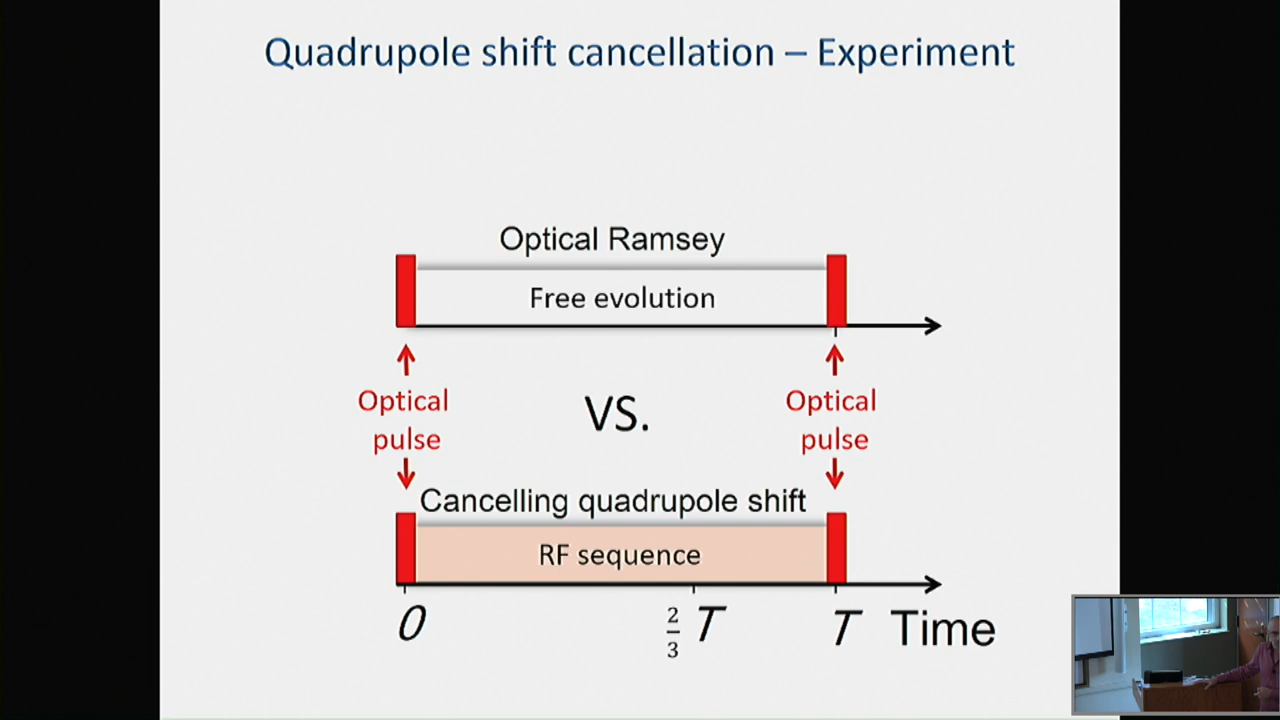 Quadrupole shift cancellation – Experiment
Optical Ramsey
Free evolution
Optical
pulse
VS.
Optical
pulse
Cancelling quadrupole shift
RF sequence
0
2/3 T
T
Time